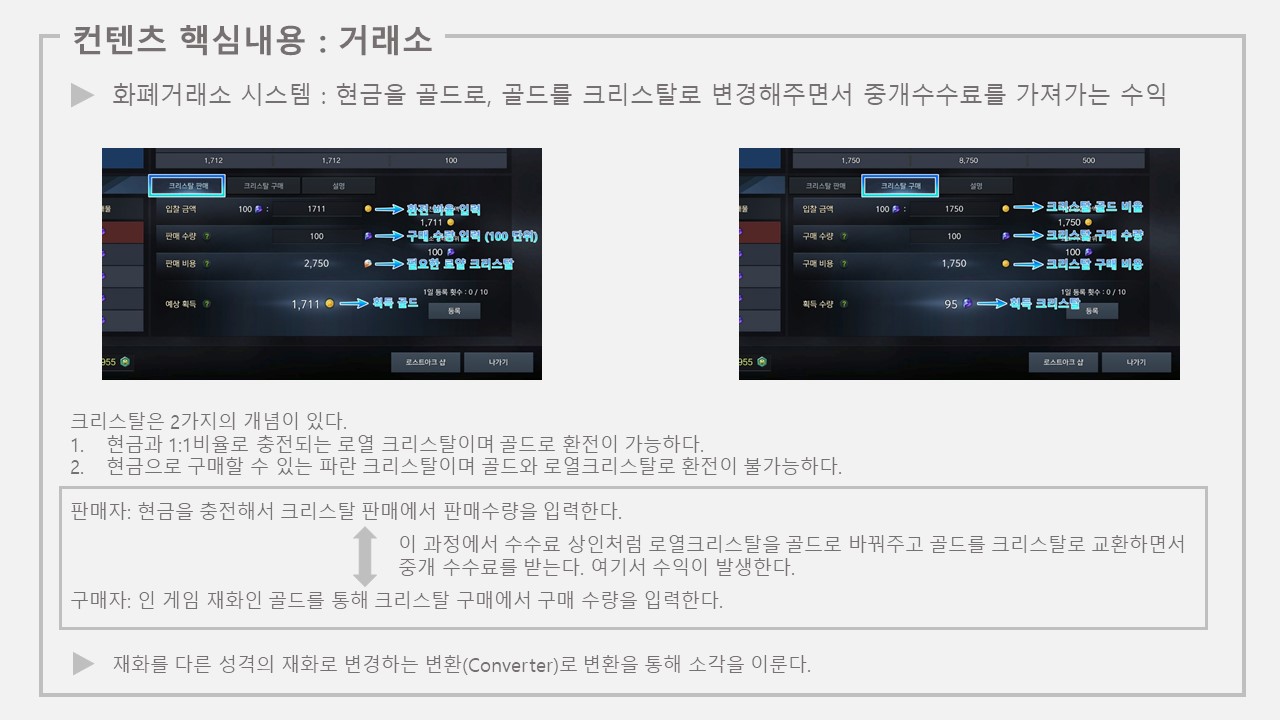 컨텐츠 핵심내용 : 거래소
화폐거래소 시스템 : 현금을 골드로, 골드를 크리스탈로 변경해주면서 중개수수료를 가져가는 수익
1,712 1,712 100
크리스탈 판매 크리스탈 구매 설명
입찰 금액 100 : 1711 환전 비율 입력
1,711
판매 수량 ? 100 구매 수량 입력 (100 단위)
100
판매 비용 ? 2,750 필요한 로얄 크리스탈
1일 등록 횟수 : 0 / 10
예상 획득 ? 1,711 획득 골드
등록
955
로스트아크 샵 나가기
1,750 8,750 500
크리스탈 판매 크리스탈 구매 설명
입찰 금액 100 : 1750 크리스탈 골드 비율
1,750
구매 수량 ? 100 크리스탈 구매 수량
100
구매 비용 ? 1,750 크리스탈 구매 비용
1일 등록 횟수 : 0 / 10
획득 수량 ? 95 획득 크리스탈
등록
955
로스트아크 샵 나가기
크리스탈은 2가지의 개념이 있다.
1. 현금과 1:1비율로 충전되는 로열 크리스탈이며 골드로 환전이 가능하다.
2. 현금으로 구매할 수 있는 파란 크리스탈이며 골드와 로열크리스탈로 환전이 불가능하다.
판매자: 현금을 충전해서 크리스탈 판매에서 판매수량을 입력한다.
이 과정에서 수수료 상인처럼 로열크리스탈을 골드로 바꿔주고 골드를 크리스탈로 교환하면서
중개 수수료를 받는다. 여기서 수익이 발생한다.
구매자: 인 게임 재화인 골드를 통해 크리스탈 구매에서 구매 수량을 입력한다.
재화를 다른 성격의 재화로 변경하는 변환(Converter)로 변환을 통해 소각을 이룬다.